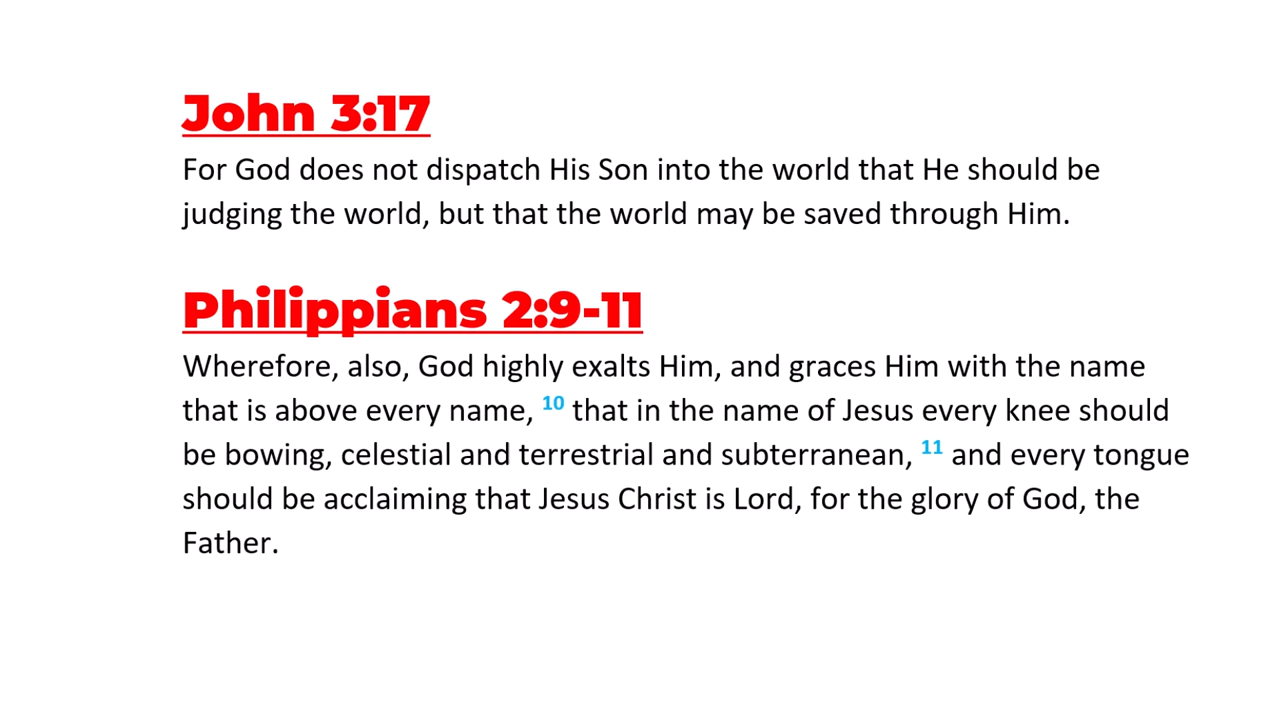 John 3:17
For God does not dispatch His Son into the world that He should be
judging the world, but that the world may be saved through Him.
Philippians 2:9-11
Wherefore, also, God highly exalts Him, and graces Him with the name
that is above every name, 10 that in the name of Jesus every knee should
be bowing, celestial and terrestrial and subterranean, 11 and every tongue
should be acclaiming that Jesus Christ is Lord, for the glory of God, the
Father.